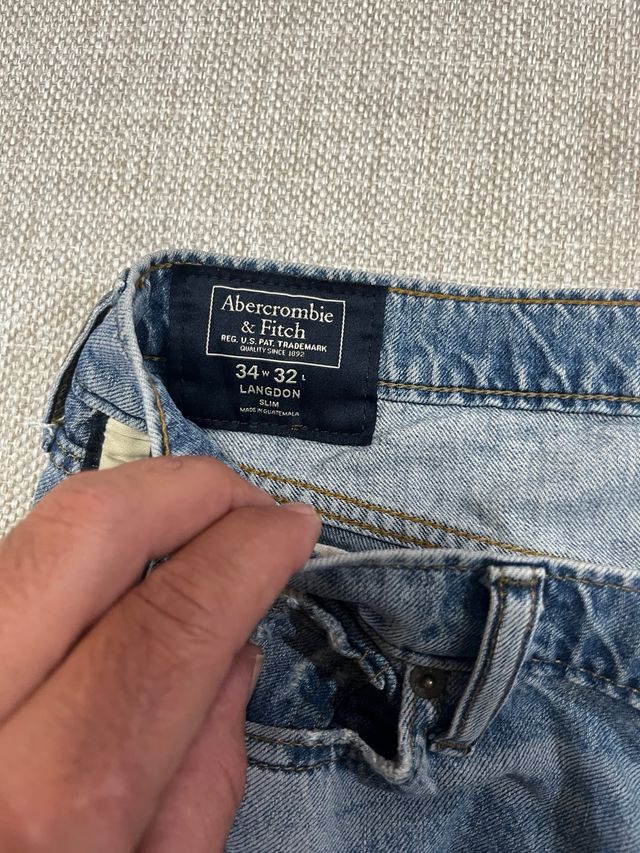 Abercrombie
& Fitch
REG. U.S. PAT. TRADEMARK
QUALITY SINCE 1892
34 W 32 L
LANGDON
SLIM
MADE IN GUATEMALA